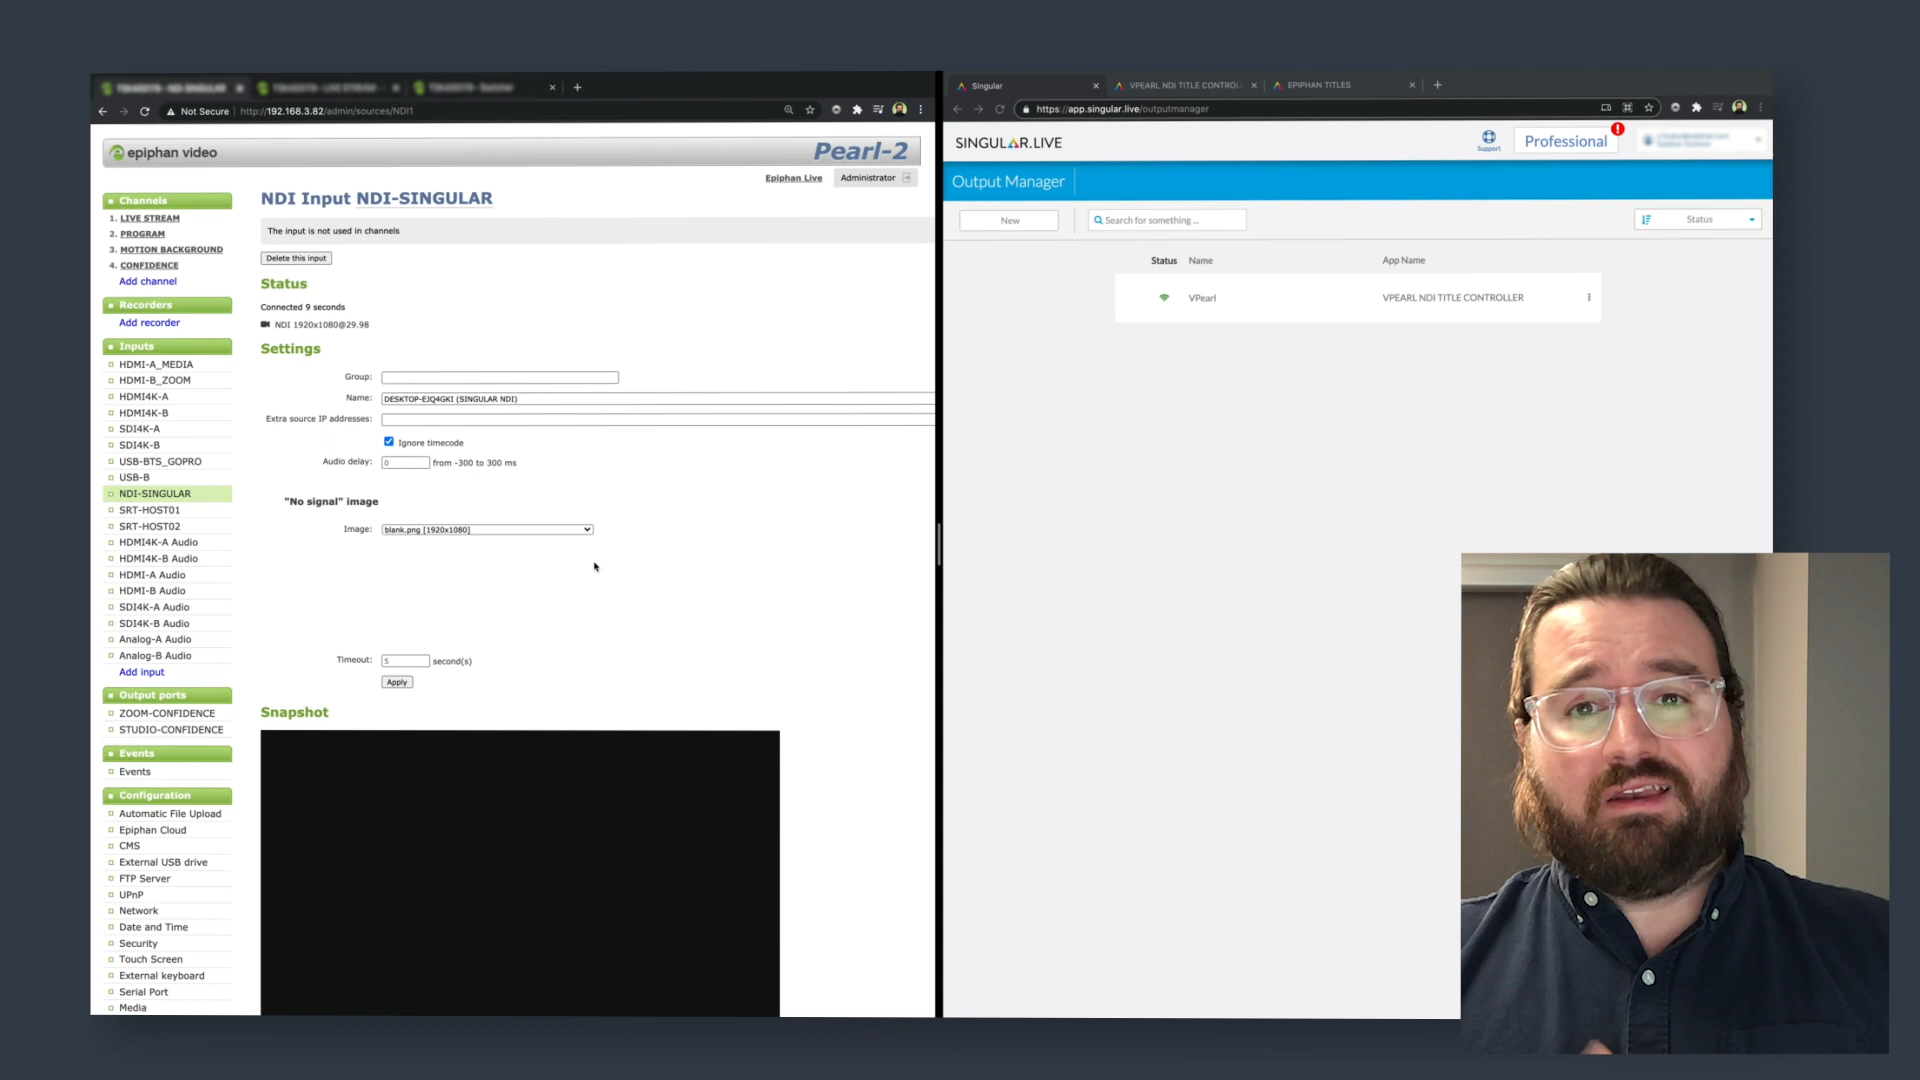 Not Secure
http://192.168.3.82/admin/sources/NDI1
epiphan video
Pearl-2
Epiphan Live
Administrator
Channels
1. LIVE STREAM
2. PROGRAM
3. MOTION BACKGROUND
4. CONFIDENCE
Add channel
Recorders
Add recorder
Inputs
HDMI-A_MEDIA
HDMI-B_ZOOM
HDMI4K-A
HDMI4K-B
SDI4K-A
SDI4K-B
USB-BTS_GOPRO
USB-B
NDI-SINGULAR
SRT-HOST01
SRT-HOST02
HDMI4K-A Audio
HDMI4K-B Audio
HDMI-A Audio
HDMI-B Audio
SDI4K-A Audio
SDI4K-B Audio
Analog-A Audio
Analog-B Audio
Add input
Output ports
ZOOM-CONFIDENCE
STUDIO-CONFIDENCE
Events
Events
Configuration
Automatic File Upload
Epiphan Cloud
CMS
External USB drive
FTP Server
UPnP
Network
Date and Time
Security
Touch Screen
External keyboard
Serial Port
Media
NDI Input NDI-SINGULAR
The input is not used in channels
Delete this input
Status
Connected 9 seconds
NDI 1920x1080@29.98
Settings
Group:
Name: DESKTOP-EJQ4GKI (SINGULAR NDI)
Extra source IP addresses:
Ignore timecode
Audio delay: 0 from -300 to 300 ms
"No signal" image
Image: blank.png [1920x1080]
Timeout: 5 second(s)
Apply
Snapshot
Singular
VPEARL NDI TITLE CONTROLL
EPIPHAN TITLES
https://app.singular.live/outputmanager
SINGULAR.LIVE
Support
Professional
!
Output Manager
New
Search for something ...
Status
Status Name App Name
VPearl VPEARL NDI TITLE CONTROLLER